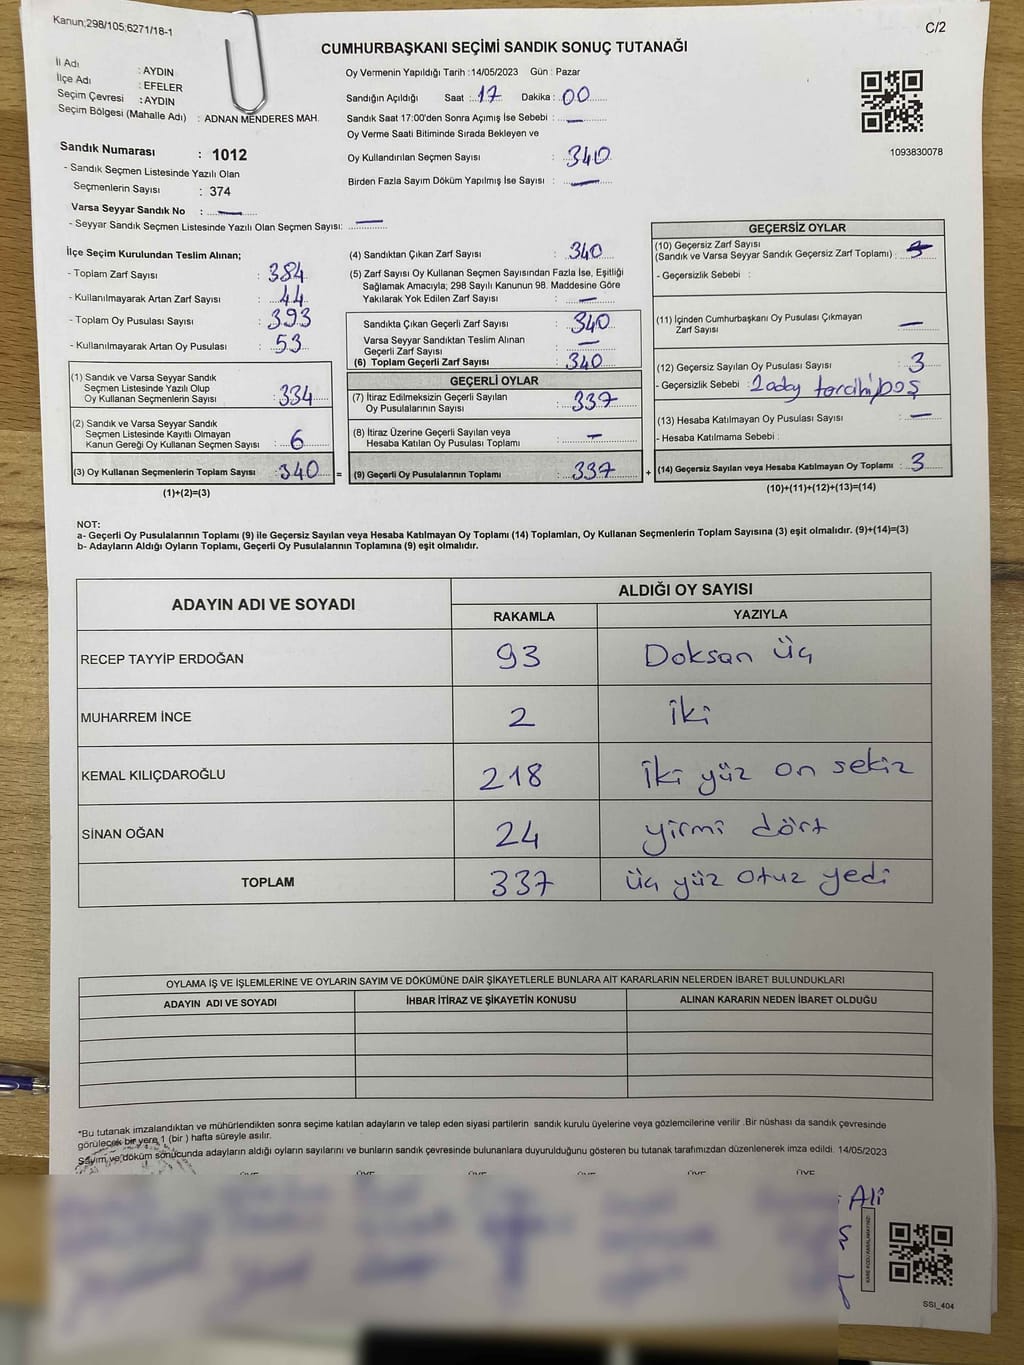 Kanun;298/105;6271/18-1
C/2
CUMHURBAŞKANI SEÇİMİ SANDIK SONUÇ TUTANAĞI
İl Adı : AYDIN
İlçe Adı : EFELER
Seçim Çevresi : AYDIN
Seçim Bölgesi (Mahalle Adı) : ADNAN MENDERES MAH.
Sandık Numarası : 1012
- Sandık Seçmen Listesinde Yazılı Olan
Seçmenlerin Sayısı : 374
Varsa Seyyar Sandık No : —
- Seyyar Sandık Seçmen Listesinde Yazılı Olan Seçmen Sayısı: —
Oy Vermenin Yapıldığı Tarih :14/05/2023 Gün : Pazar
Sandığın Açıldığı Saat : 17 Dakika : 00
Sandık Saat 17:00'den Sonra Açımış İse Sebebi : —
Oy Verme Saati Bitiminde Sırada Bekleyen ve
Oy Kullandırılan Seçmen Sayısı : 340
Birden Fazla Sayım Döküm Yapılmış İse Sayısı : —
1093830078
İlçe Seçim Kurulundan Teslim Alınan;
- Toplam Zarf Sayısı : 384
- Kullanılmayarak Artan Zarf Sayısı : 44
- Toplam Oy Pusulası Sayısı : 393
- Kullanılmayarak Artan Oy Pusulası : 53
(1) Sandık ve Varsa Seyyar Sandık
Seçmen Listesinde Yazılı Olup
Oy Kullanan Seçmenlerin Sayısı : 334
(2) Sandık ve Varsa Seyyar Sandık
Seçmen Listesinde Kayıtlı Olmayan
Kanun Gereği Oy Kullanan Seçmen Sayısı : 6
(3) Oy Kullanan Seçmenlerin Toplam Sayısı : 340 =
(1)+(2)=(3)
(4) Sandıktan Çıkan Zarf Sayısı : 340
(5) Zarf Sayısı Oy Kullanan Seçmen Sayısından Fazla İse, Eşitliği
Sağlamak Amacıyla; 298 Sayılı Kanunun 98. Maddesine Göre
Yakılarak Yok Edilen Zarf Sayısı : —
Sandıkta Çıkan Geçerli Zarf Sayısı : 340
Varsa Seyyar Sandıktan Teslim Alınan
Geçerli Zarf Sayısı : —
(6) Toplam Geçerli Zarf Sayısı : 340
GEÇERLİ OYLAR
(7) İtiraz Edilmeksizin Geçerli Sayılan
Oy Pusulalarının Sayısı : 337
(8) İtiraz Üzerine Geçerli Sayılan veya
Hesaba Katılan Oy Pusulası Toplamı : —
(9) Geçerli Oy Pusulalarının Toplamı : 337 +
GEÇERSİZ OYLAR
(10) Geçersiz Zarf Sayısı
(Sandık ve Varsa Seyyar Sandık Geçersiz Zarf Toplamı) :
- Geçersizlik Sebebi :
(11) İçinden Cumhurbaşkanı Oy Pusulası Çıkmayan
Zarf Sayısı : —
(12) Geçersiz Sayılan Oy Pusulası Sayısı : 3
- Geçersizlik Sebebi : 2aday tercihi boş
(13) Hesaba Katılmayan Oy Pusulası Sayısı : —
- Hesaba Katılmama Sebebi :
(14) Geçersiz Sayılan veya Hesaba Katılmayan Oy Toplamı : 3
(10)+(11)+(12)+(13)=(14)
NOT:
a- Geçerli Oy Pusulalarının Toplamı (9) ile Geçersiz Sayılan veya Hesaba Katılmayan Oy Toplamı (14) Toplamları, Oy Kullanan Seçmenlerin Toplam Sayısına (3) eşit olmalıdır. (9)+(14)=(3)
b- Adayların Aldığı Oyların Toplamı, Geçerli Oy Pusulalarının Toplamına (9) eşit olmalıdır.
ADAYIN ADI VE SOYADI
ALDIĞI OY SAYISI
RAKAMLA YAZIYLA
RECEP TAYYİP ERDOĞAN 93 Doksan üç
MUHARREM İNCE 2 iki
KEMAL KILIÇDAROĞLU 218 iki yüz on sekiz
SİNAN OĞAN 24 yirmi dört
TOPLAM 337 üç yüz otuz yedi
OYLAMA İŞ VE İŞLEMLERİNE VE OYLARIN SAYIM VE DÖKÜMÜNE DAİR ŞİKAYETLERLE BUNLARA AİT KARARLARIN NELERDEN İBARET BULUNDUKLARI
ADAYIN ADI VE SOYADI İHBAR İTİRAZ VE ŞİKAYETİN KONUSU ALINAN KARARIN NEDEN İBARET OLDUĞU
*Bu tutanak imzalandıktan ve mühürlendikten sonra seçime katılan adayların ve talep eden siyasi partilerin sandık kurulu üyelerine veya gözlemcilerine verilir .Bir nüshası da sandık çevresinde
görülecek bir yere 1 (bir ) hafta süreyle asılır.
Sayım ve döküm sonucunda adayların aldığı oyların sayılarını ve bunların sandık çevresinde bulunanlara duyurulduğunu gösteren bu tutanak tarafımızdan düzenlenerek imza edildi. 14/05/2023
Ali
SSI_404